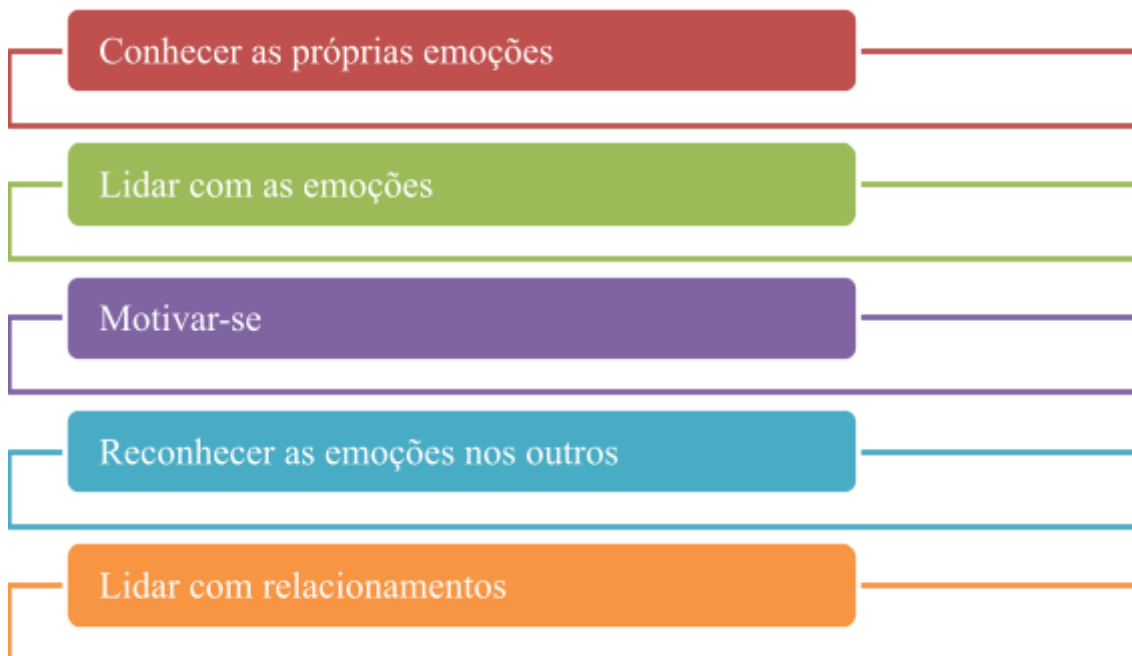 Conhecer as próprias emoções
Lidar com as emoções
Motivar-se
Reconhecer as emoções nos outros
Lidar com relacionamentos